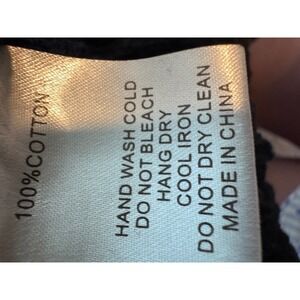 100%COTTON
HAND WASH COLD
DO NOT BLEACH
HANG DRY
COOL IRON
DO NOT DRY CLEAN
MADE IN CHINA